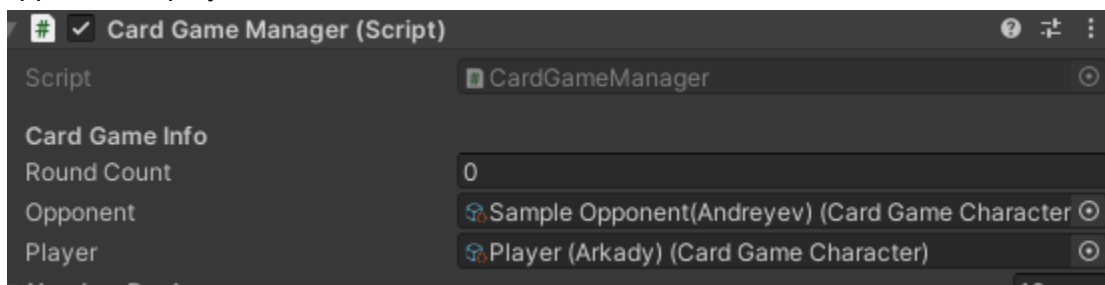 # Card Game Manager (Script)
Script CardGameManager
Card Game Info
Round Count 0
Opponent Sample Opponent(Andreyev) (Card Game Character
Player Player (Arkady) (Card Game Character)